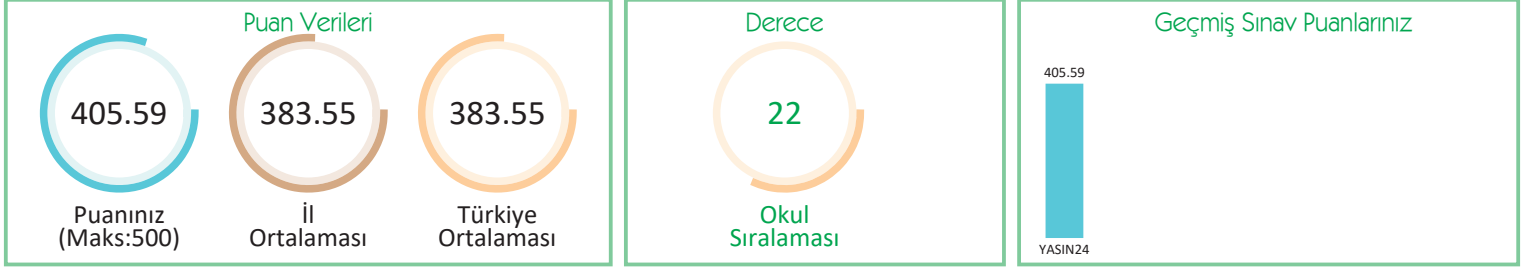 Puan Verileri
405.59
383.55
383.55
Puanınız
(Maks:500)
İl
Ortalaması
Türkiye
Ortalaması
Derece
22
Okul
Sıralaması
Geçmiş Sınav Puanlarınız
405.59
YASIN24